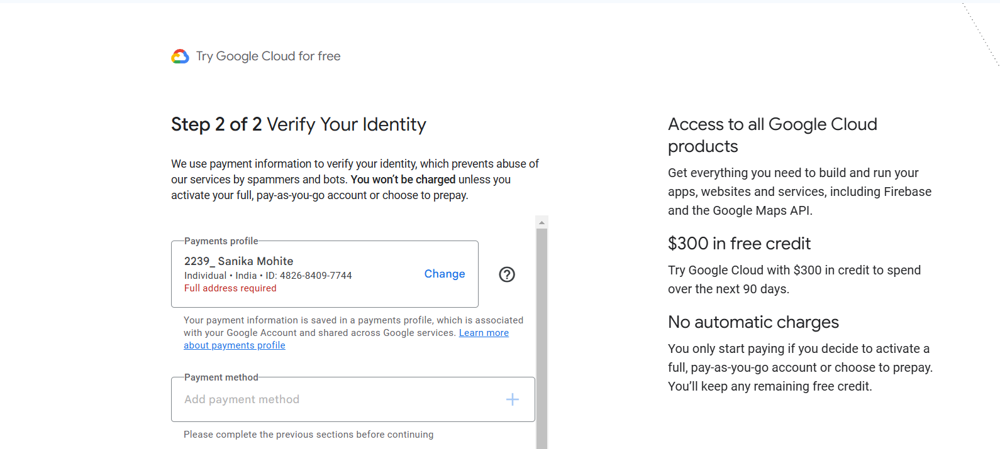 Try Google Cloud for free
Step 2 of 2 Verify Your Identity
We use payment information to verify your identity, which prevents abuse of
our services by spammers and bots. You won't be charged unless you
activate your full, pay-as-you-go account or choose to prepay.
Payments profile
2239_ Sanika Mohite
Individual • India • ID: 4826-8409-7744
Full address required
Change
Your payment information is saved in a payments profile, which is associated
with your Google Account and shared across Google services. Learn more
about payments profile
Payment method
Add payment method
Please complete the previous sections before continuing
Access to all Google Cloud
products
Get everything you need to build and run your
apps, websites and services, including Firebase
and the Google Maps API.
$300 in free credit
Try Google Cloud with $300 in credit to spend
over the next 90 days.
No automatic charges
You only start paying if you decide to activate a
full, pay-as-you-go account or choose to prepay.
You'll keep any remaining free credit.